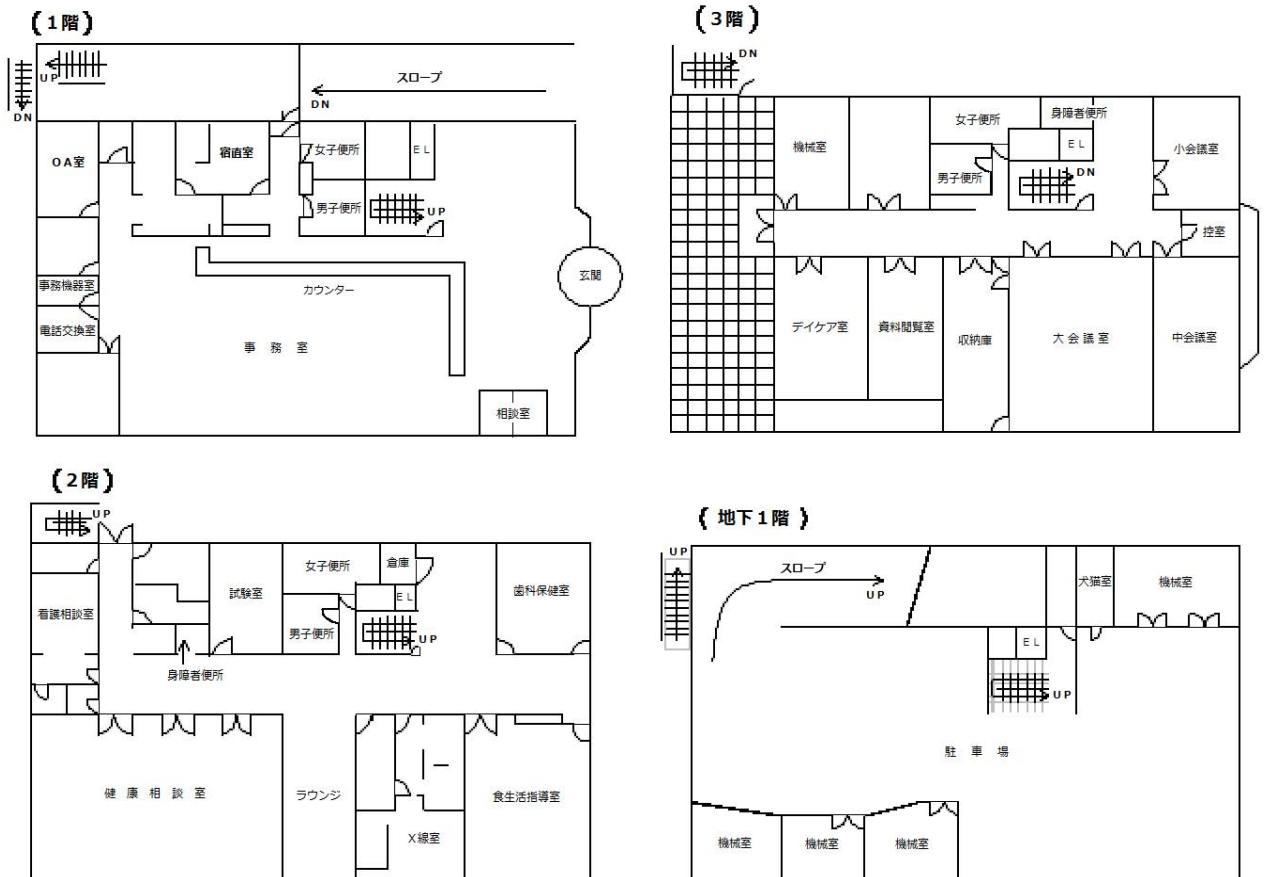 (1階)
スロープ
UP
DN
DN
OA室
宿直室
女子便所
EL
男子便所
UP
玄関
事務機器室
カウンター
電話交換室
事務室
相談室
(3階)
DN
機械室
女子便所
身障者便所
EL
小会議室
男子便所
DN
控室
デイケア室
資料閲覧室
収納庫
大会議室
中会議室
(2階)
UP
看護相談室
試験室
女子便所
倉庫
EL
歯科保健室
男子便所
UP
身障者便所
健康相談室
ラウンジ
X線室
食生活指導室
(地下1階)
UP
スロープ
UP
犬猫室
機械室
EL
UP
駐車場
機械室
機械室
機械室